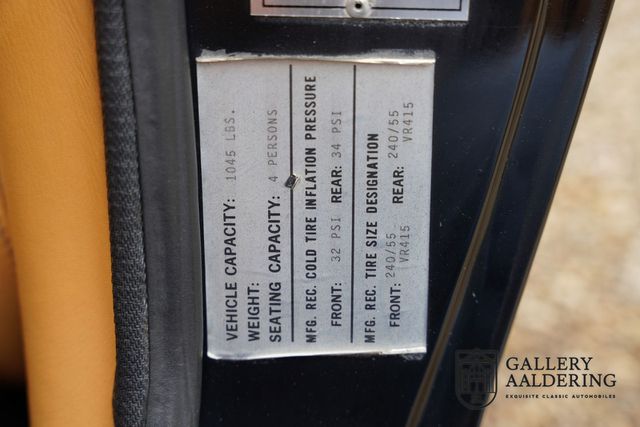 VEHICLE CAPACITY: 1045 LBS.
WEIGHT:
SEATING CAPACITY: 4 PERSONS
MFG. REC. COLD TIRE INFLATION PRESSURE
FRONT: 32 PSI REAR: 34 PSI
MFG. REC. TIRE SIZE DESIGNATION
FRONT: 240/55 REAR: 240/55
VR415 VR415
GALLERY
AALDERING
EXQUISITE CLASSIC AUTOMOBILES